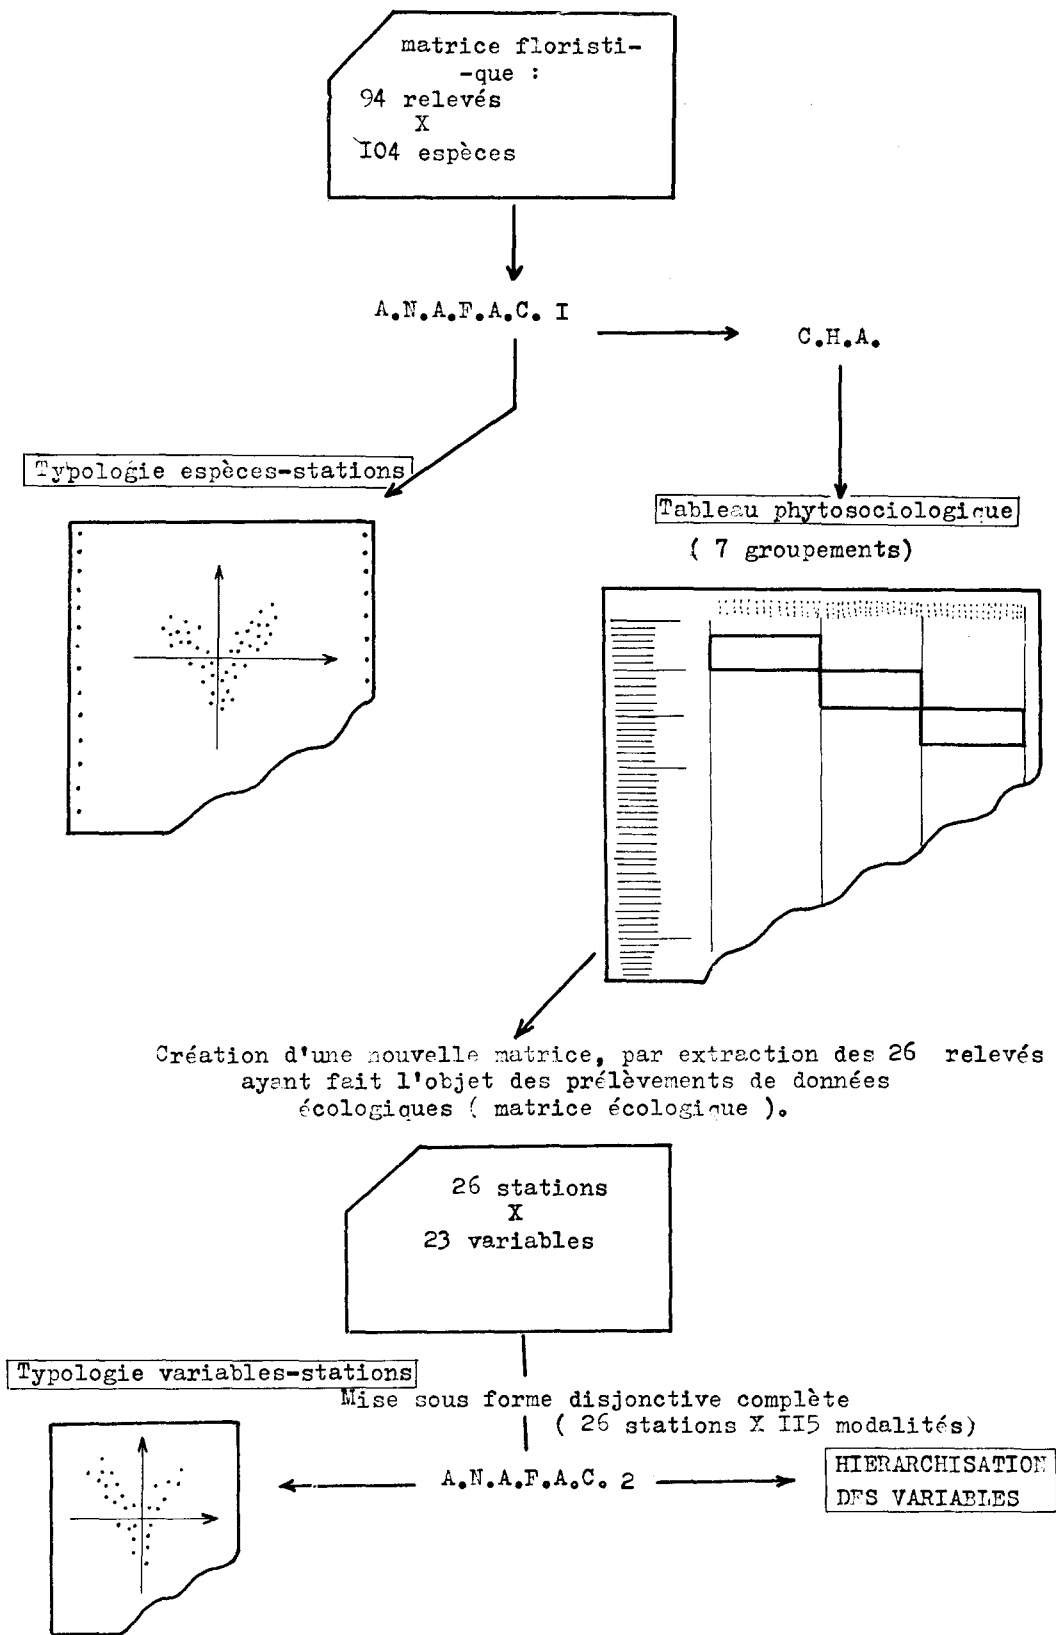 matrice floristi-
-que :
94 relevés
X
I04 espèces
A.N.A.F.A.C. I
C.H.A.
Typologie espèces-stations
Tableau phytosociologique
( 7 groupements)
Création d'une nouvelle matrice, par extraction des 26 relevés
ayant fait l'objet des prélèvements de données
écologiques ( matrice écologique ).
26 stations
X
23 variables
Typologie variables-stations
Mise sous forme disjonctive complète
( 26 stations X II5 modalités)
A.N.A.F.A.C. 2
HIERARCHISATION
DES VARIABLES